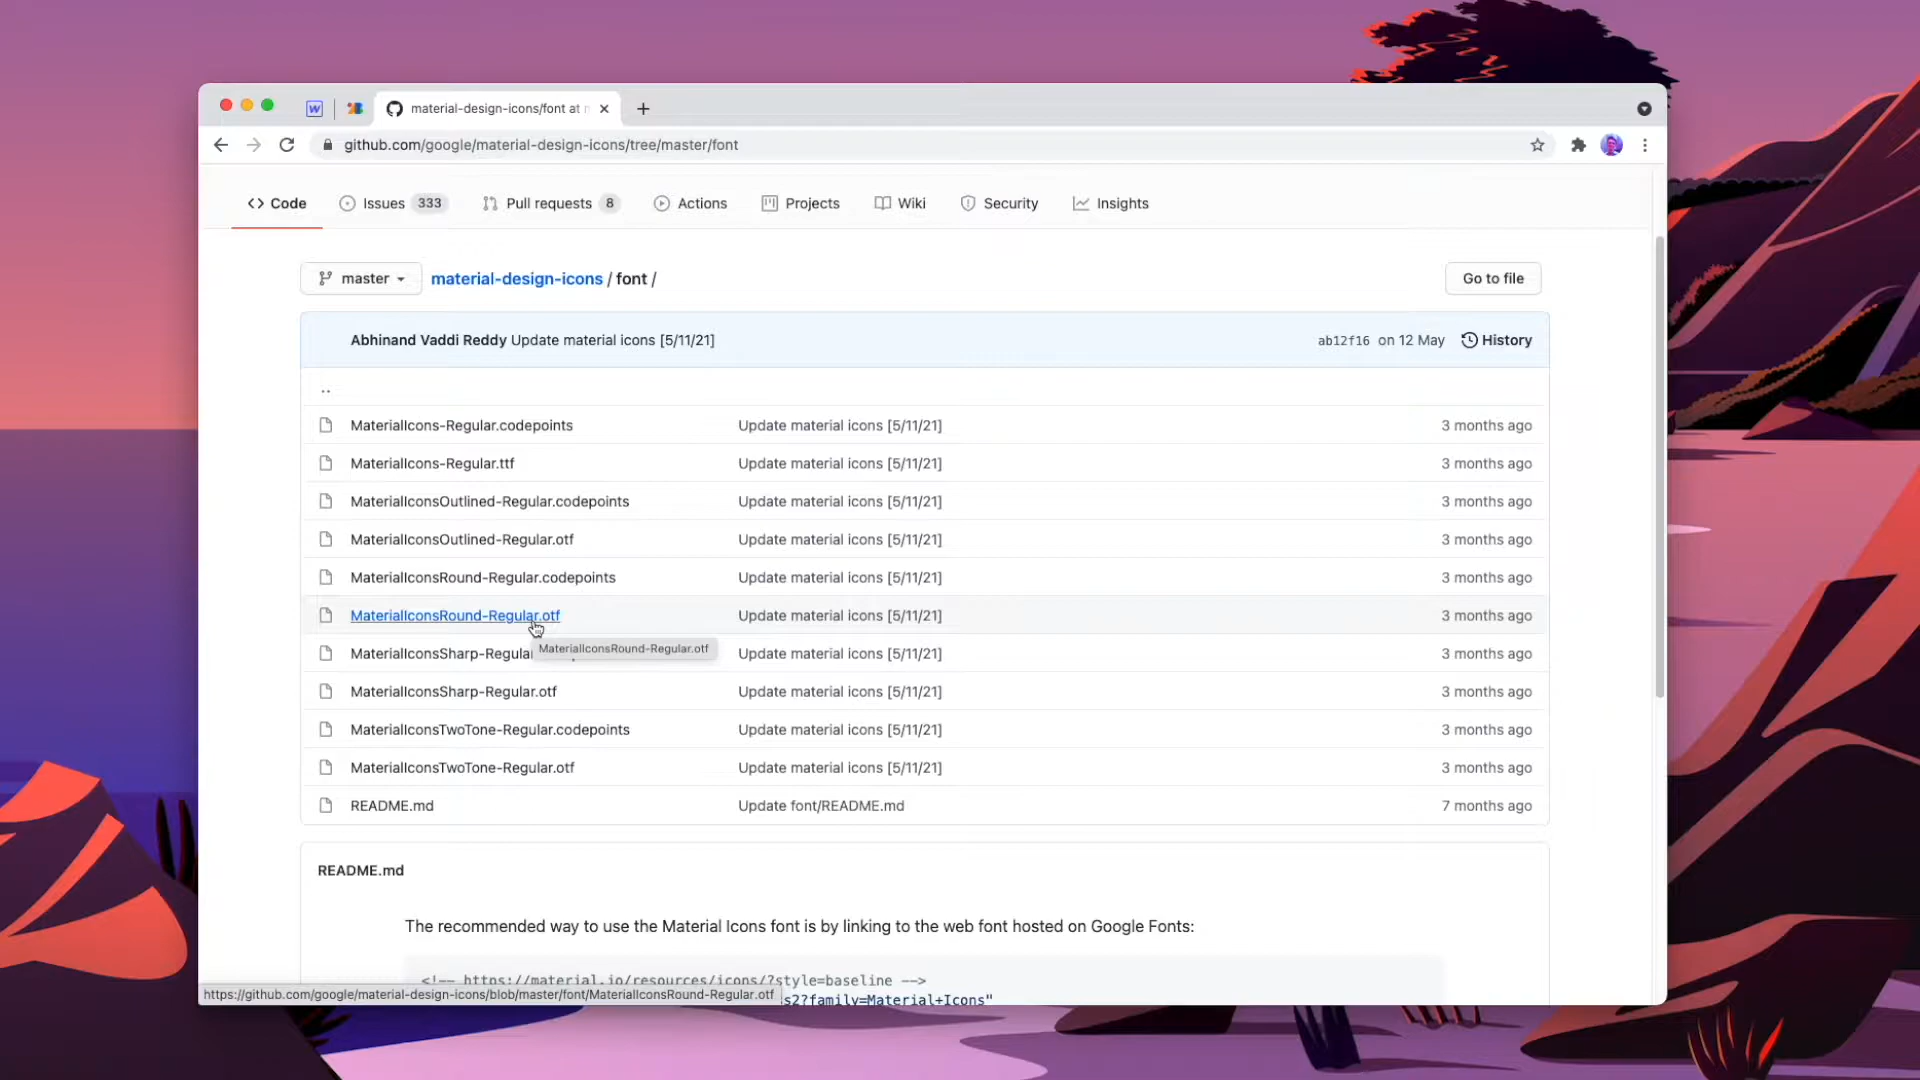 W
material-design-icons/font at
github.com/google/material-design-icons/tree/master/font
Code
Issues 333
Pull requests 8
Actions
Projects
Wiki
Security
Insights
master
material-design-icons / font /
Go to file
Abhinand Vaddi Reddy Update material icons [5/11/21]
ab12f16 on 12 May
History
..
MaterialIcons-Regular.codepoints Update material icons [5/11/21] 3 months ago
MaterialIcons-Regular.ttf Update material icons [5/11/21] 3 months ago
MaterialIconsOutlined-Regular.codepoints Update material icons [5/11/21] 3 months ago
MaterialIconsOutlined-Regular.otf Update material icons [5/11/21] 3 months ago
MaterialIconsRound-Regular.codepoints Update material icons [5/11/21] 3 months ago
MaterialIconsRound-Regular.otf Update material icons [5/11/21] 3 months ago
MaterialIconsRound-Regular.otf
MaterialIconsSharp-Regular Update material icons [5/11/21] 3 months ago
MaterialIconsSharp-Regular.otf Update material icons [5/11/21] 3 months ago
MaterialIconsTwoTone-Regular.codepoints Update material icons [5/11/21] 3 months ago
MaterialIconsTwoTone-Regular.otf Update material icons [5/11/21] 3 months ago
README.md Update font/README.md 7 months ago
README.md
The recommended way to use the Material Icons font is by linking to the web font hosted on Google Fonts:
<!-- https://material.io/resources/icons/?style=baseline -->
s2?family=Material+Icons"
https://github.com/google/material-design-icons/blob/master/font/MaterialIconsRound-Regular.otf